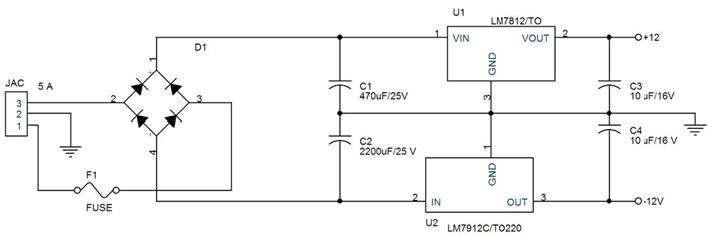 U1
LM7812/TO
D1
1
1
VIN
VOUT
2
+12
GND
JAC
5 A
C1
470uF/25V
C3
10 uF/16V
3
2
1
2
3
3
C2
2200uF/25 V
C4
10 uF/16 V
4
1
GND
F1
FUSE
2
IN
OUT
3
-12V
U2
LM7912C/TO220